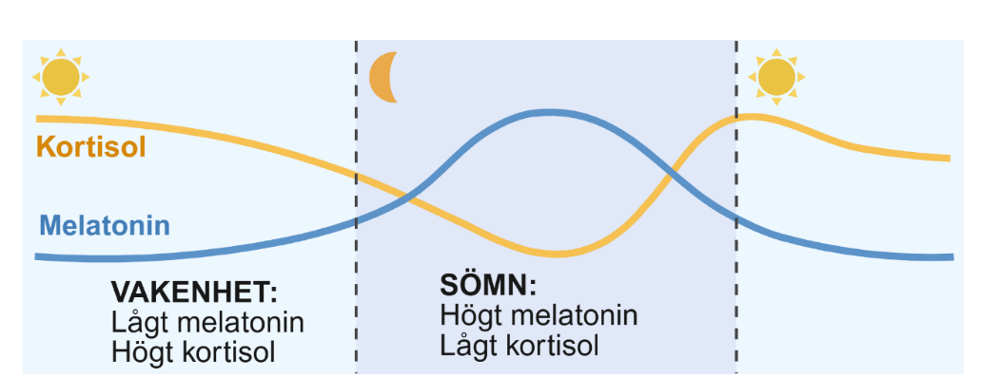 Kortisol
Melatonin
VAKENHET:
Lågt melatonin
Högt kortisol
SÖMN:
Högt melatonin
Lågt kortisol